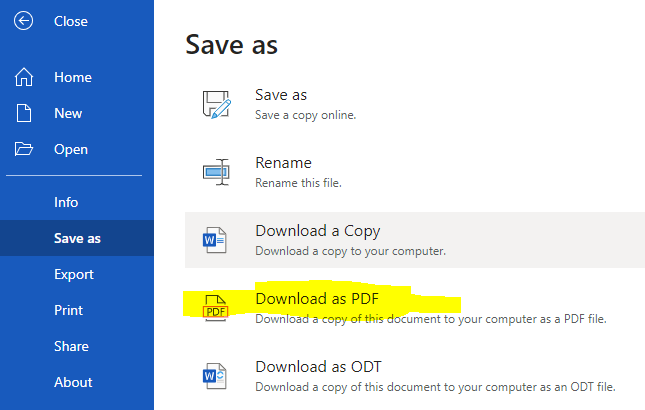 Close
Home
New
Open
Info
Save as
Export
Print
Share
About
Save as
Save as
Save a copy online.
Rename
Rename this file.
W
Download a Copy
Download a copy to your computer.
PDF
Download as PDF
Download a copy of this document to your computer as a PDF file.
W
Download as ODT
Download a copy of this document to your computer as an ODT file.